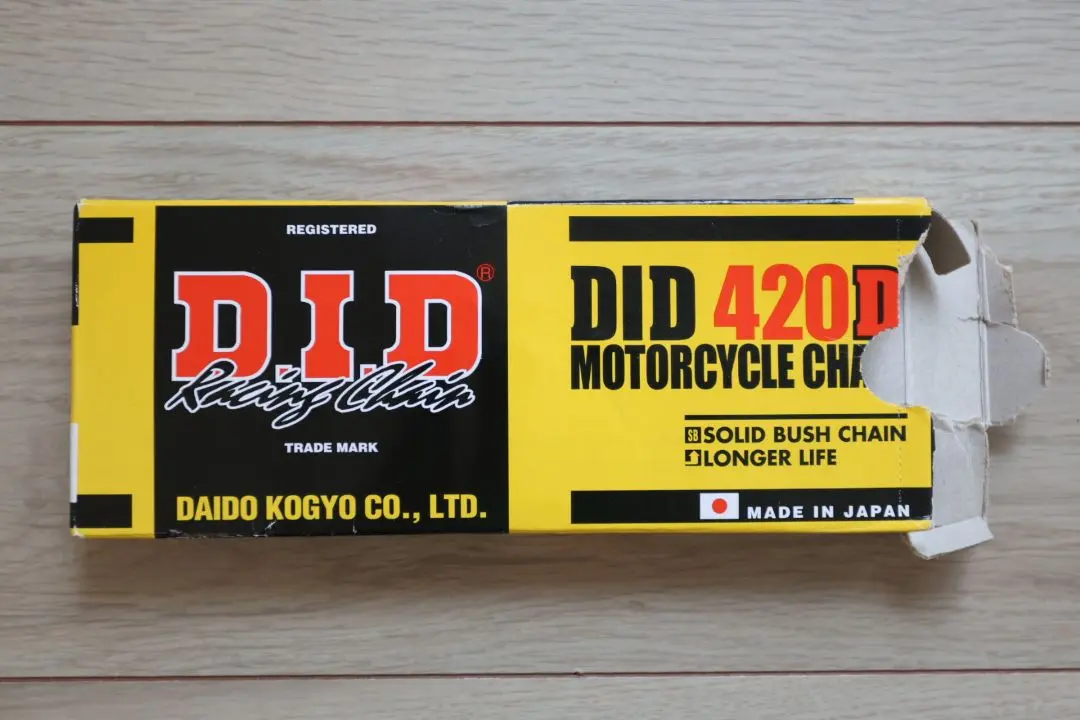 REGISTERED
D.I.D®
Racing Chain
TRADE MARK
DAIDO KOGYO CO., LTD.
DID 420D
MOTORCYCLE CHA
SB SOLID BUSH CHAIN
LONGER LIFE
MADE IN JAPAN